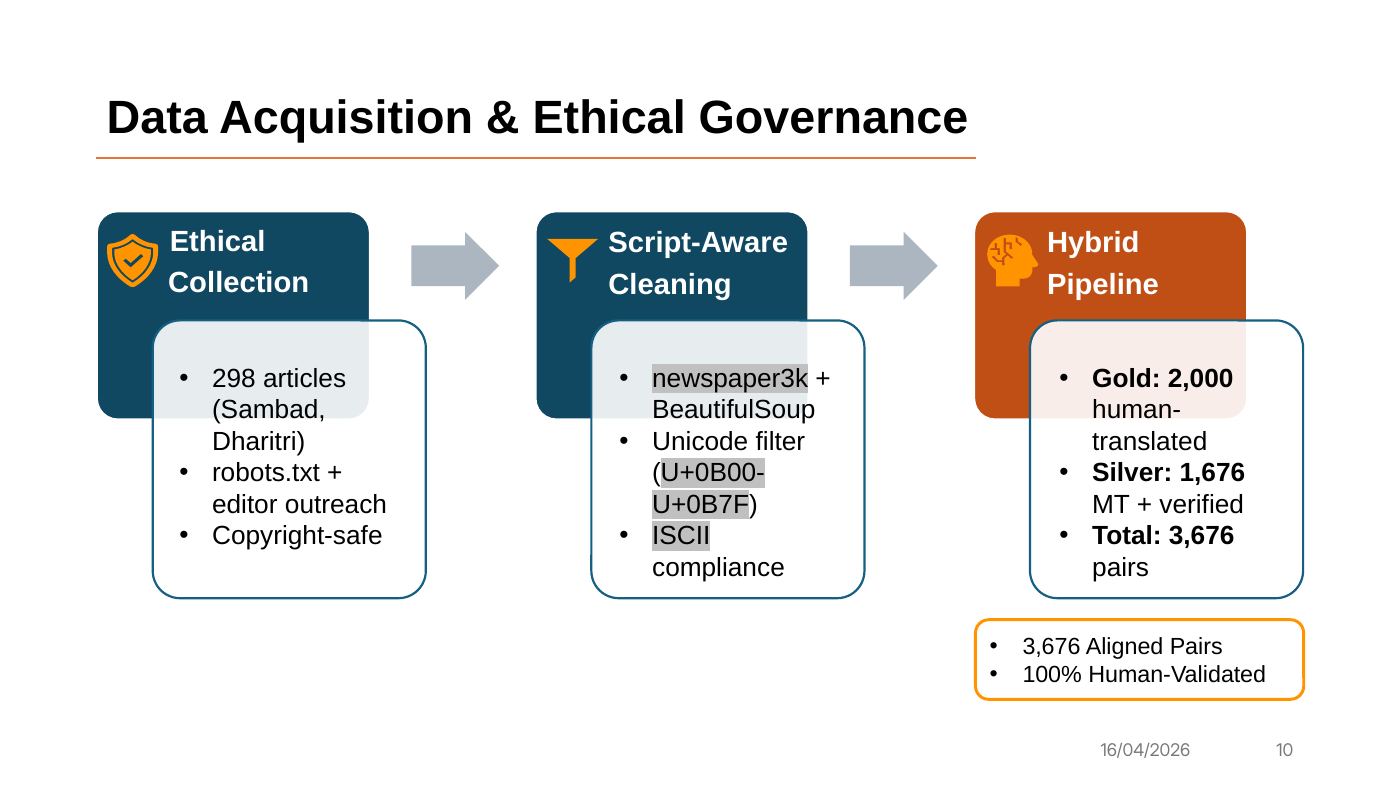 Data Acquisition & Ethical Governance
Ethical
Collection
• 298 articles
(Sambad,
Dharitri)
• robots.txt +
editor outreach
• Copyright-safe
Script-Aware
Cleaning
• newspaper3k +
BeautifulSoup
• Unicode filter
(U+0B00-
U+0B7F)
• ISCII
compliance
Hybrid
Pipeline
• Gold: 2,000
human-
translated
• Silver: 1,676
MT + verified
• Total: 3,676
pairs
• 3,676 Aligned Pairs
• 100% Human-Validated
16/04/2026
10